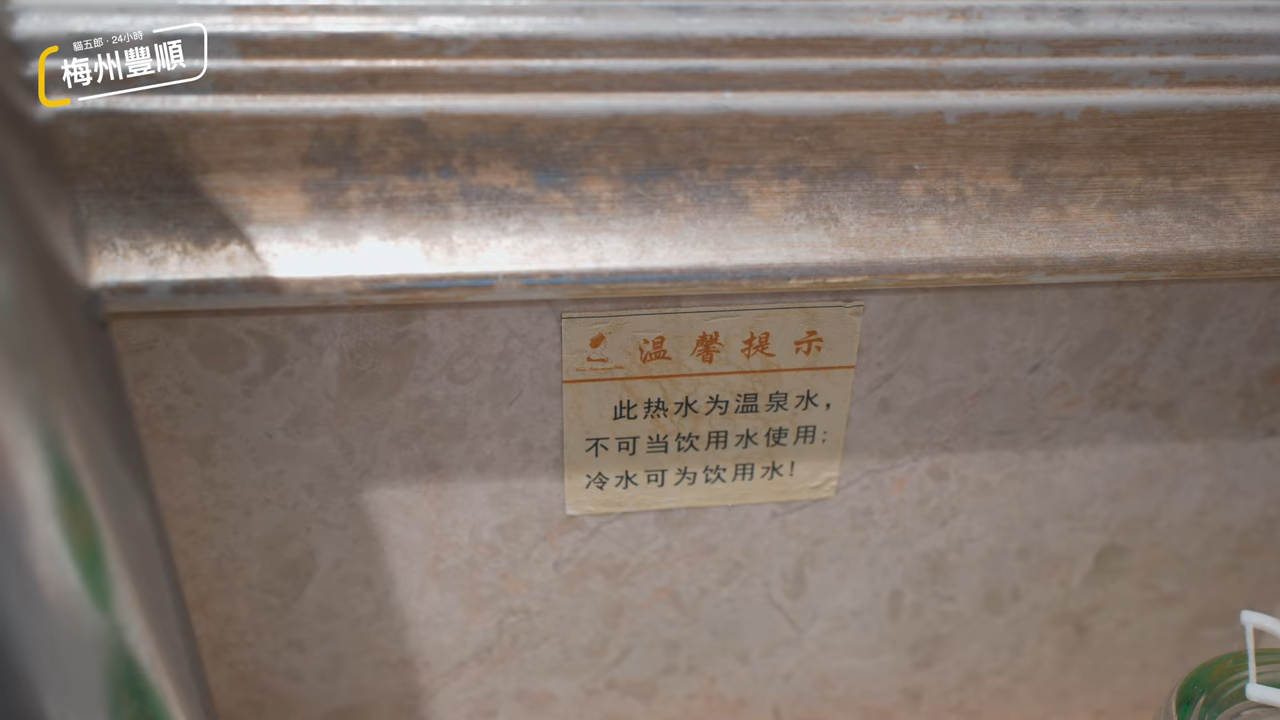 貓五郎·24小時
梅州豐順
温馨提示
此热水为温泉水，
不可当饮用水使用；
冷水可为饮用水！